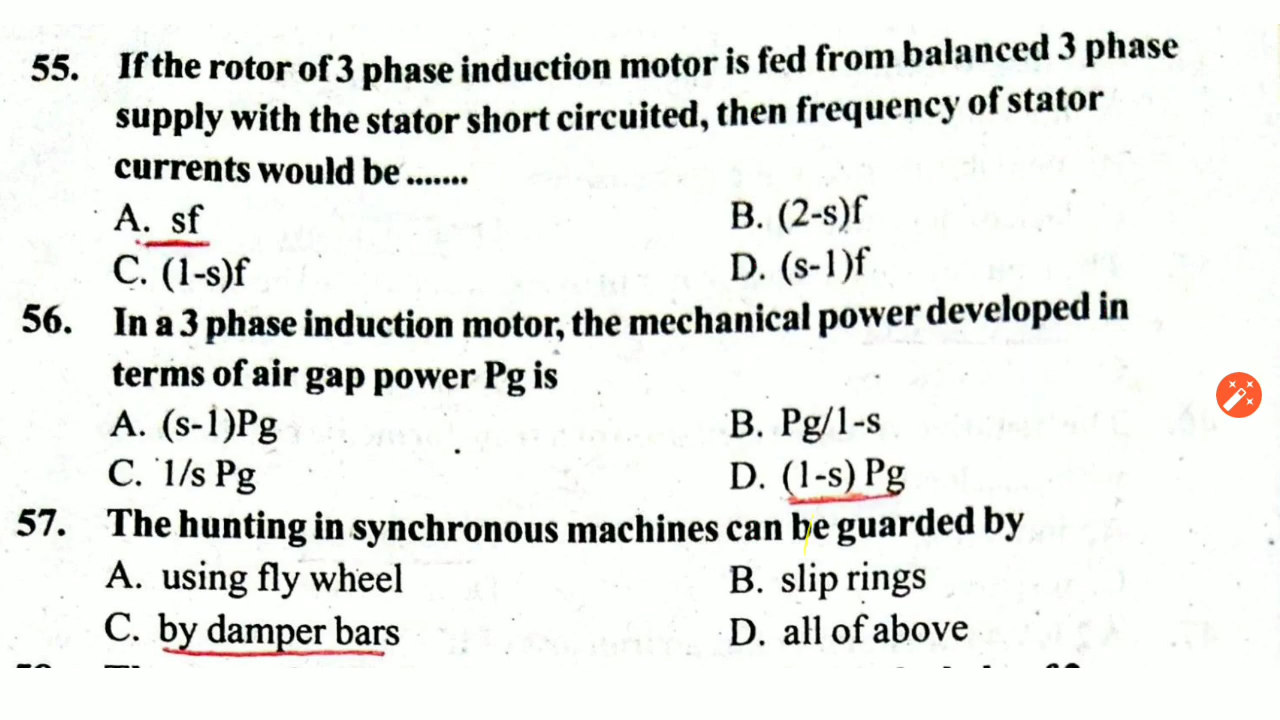 55. If the rotor of 3 phase induction motor is fed from balanced 3 phase
supply with the stator short circuited, then frequency of stator
currents would be.......
A. sf B. (2-s)f
C. (1-s)f D. (s-1)f
56. In a 3 phase induction motor, the mechanical power developed in
terms of air gap power Pg is
A. (s-1)Pg B. Pg/1-s
C. 1/s Pg D. (1-s) Pg
57. The hunting in synchronous machines can be guarded by
A. using fly wheel B. slip rings
C. by damper bars D. all of above